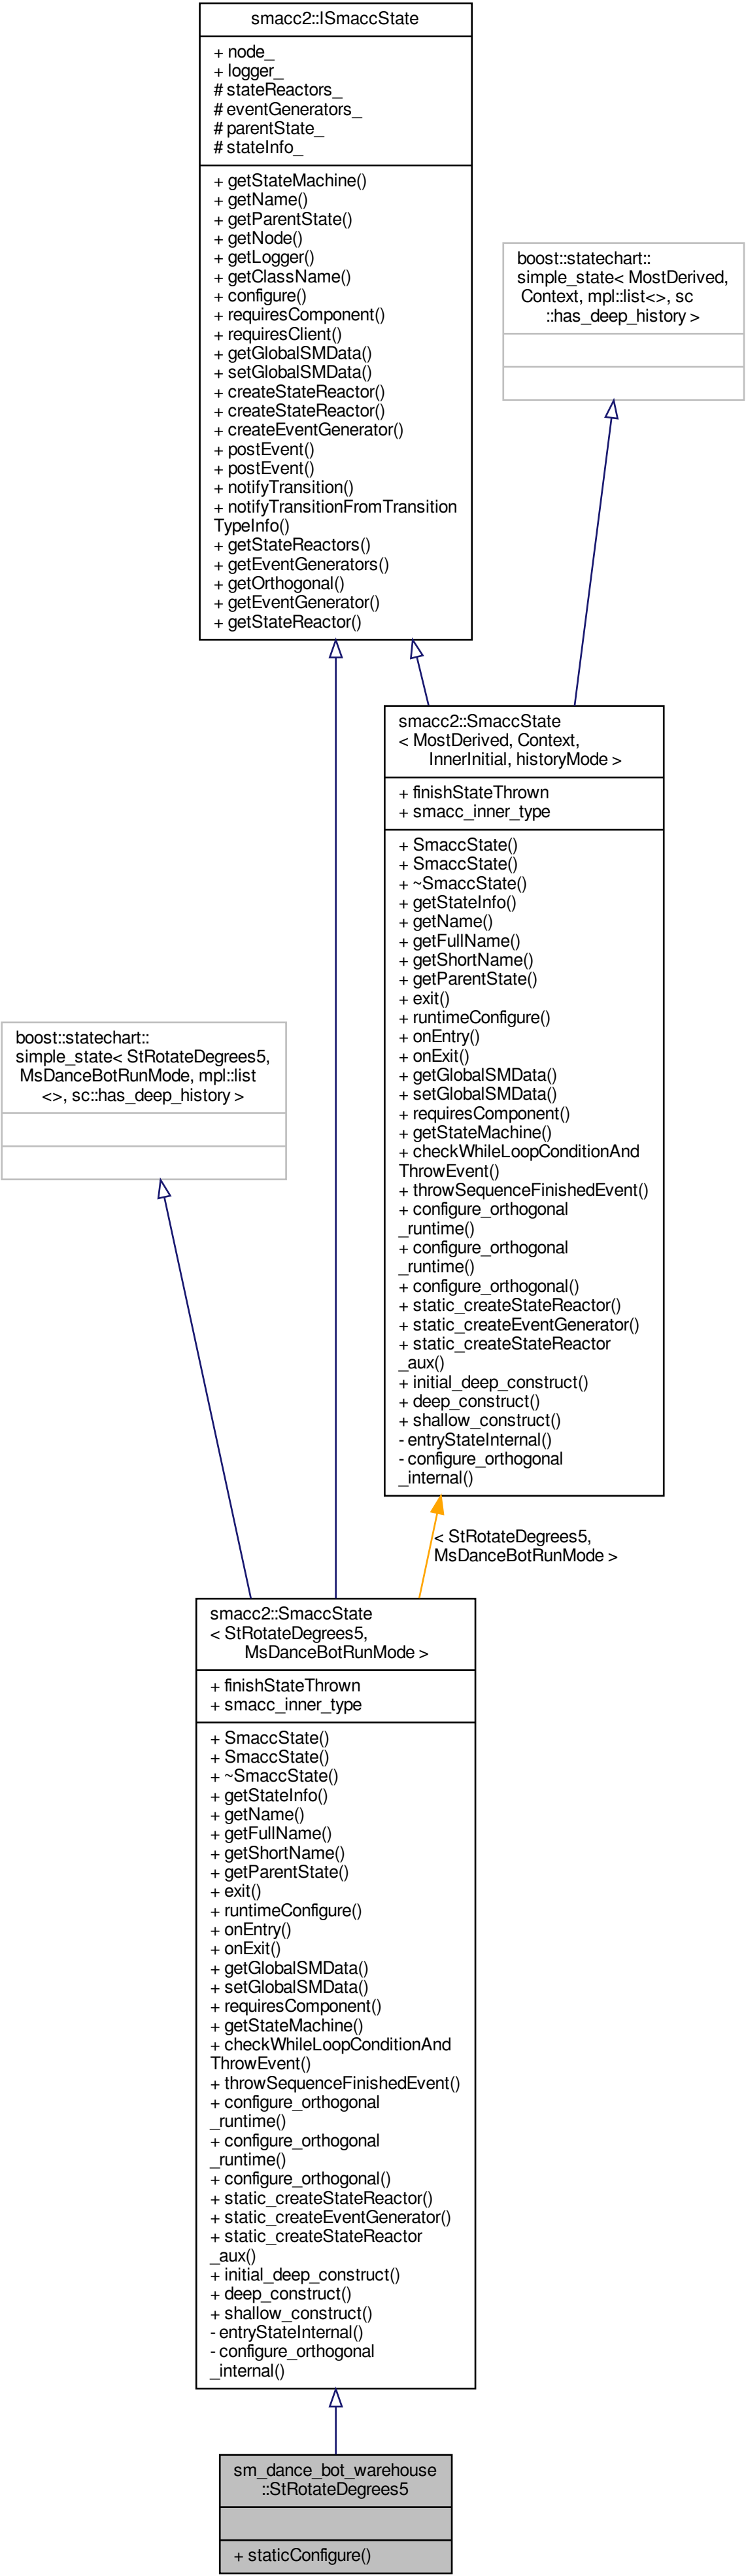 smacc2::ISmaccState
+ node_
+ logger_
# stateReactors_
# eventGenerators_
# parentState_
# stateInfo_
+ getStateMachine()
+ getName()
+ getParentState()
+ getNode()
+ getLogger()
+ getClassName()
+ configure()
+ requiresComponent()
+ requiresClient()
+ getGlobalSMData()
+ setGlobalSMData()
+ createStateReactor()
+ createStateReactor()
+ createEventGenerator()
+ postEvent()
+ postEvent()
+ notifyTransition()
+ notifyTransitionFromTransition
TypeInfo()
+ getStateReactors()
+ getEventGenerators()
+ getOrthogonal()
+ getEventGenerator()
+ getStateReactor()
boost::statechart::
simple_state< MostDerived,
Context, mpl::list<>, sc
::has_deep_history >
smacc2::SmaccState
< MostDerived, Context,
InnerInitial, historyMode >
+ finishStateThrown
+ smacc_inner_type
+ SmaccState()
+ SmaccState()
+ ~SmaccState()
+ getStateInfo()
+ getName()
+ getFullName()
+ getShortName()
+ getParentState()
+ exit()
+ runtimeConfigure()
+ onEntry()
+ onExit()
+ getGlobalSMData()
+ setGlobalSMData()
+ requiresComponent()
+ getStateMachine()
+ checkWhileLoopConditionAnd
ThrowEvent()
+ throwSequenceFinishedEvent()
+ configure_orthogonal
_runtime()
+ configure_orthogonal
_runtime()
+ configure_orthogonal()
+ static_createStateReactor()
+ static_createEventGenerator()
+ static_createStateReactor
_aux()
+ initial_deep_construct()
+ deep_construct()
+ shallow_construct()
- entryStateInternal()
- configure_orthogonal
_internal()
boost::statechart::
simple_state< StRotateDegrees5,
MsDanceBotRunMode, mpl::list
<>, sc::has_deep_history >
< StRotateDegrees5,
MsDanceBotRunMode >
smacc2::SmaccState
< StRotateDegrees5,
MsDanceBotRunMode >
+ finishStateThrown
+ smacc_inner_type
+ SmaccState()
+ SmaccState()
+ ~SmaccState()
+ getStateInfo()
+ getName()
+ getFullName()
+ getShortName()
+ getParentState()
+ exit()
+ runtimeConfigure()
+ onEntry()
+ onExit()
+ getGlobalSMData()
+ setGlobalSMData()
+ requiresComponent()
+ getStateMachine()
+ checkWhileLoopConditionAnd
ThrowEvent()
+ throwSequenceFinishedEvent()
+ configure_orthogonal
_runtime()
+ configure_orthogonal
_runtime()
+ configure_orthogonal()
+ static_createStateReactor()
+ static_createEventGenerator()
+ static_createStateReactor
_aux()
+ initial_deep_construct()
+ deep_construct()
+ shallow_construct()
- entryStateInternal()
- configure_orthogonal
_internal()
sm_dance_bot_warehouse
::StRotateDegrees5
+ staticConfigure()